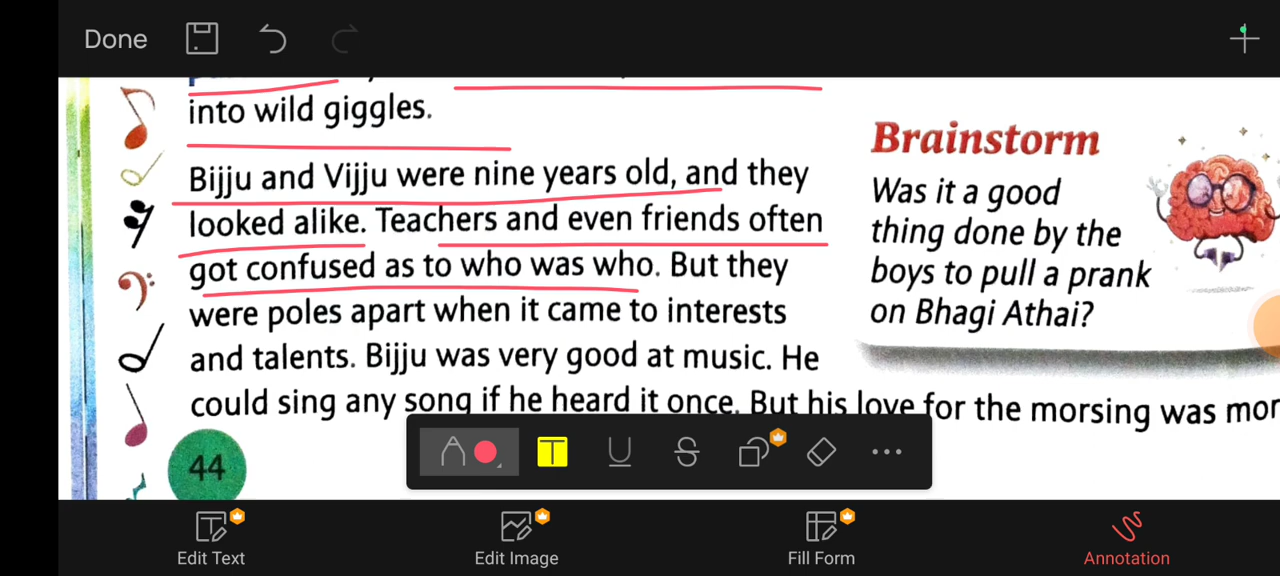 Done
into wild giggles.
Bijju and Vijju were nine years old, and they
looked alike. Teachers and even friends often
got confused as to who was who. But they
were poles apart when it came to interests
and talents. Bijju was very good at music. He
could sing any song if he heard it once. But his love for the morsing was mor
44
Brainstorm
Was it a good
thing done by the
boys to pull a prank
on Bhagi Athai?
Edit Text
Edit Image
Fill Form
Annotation